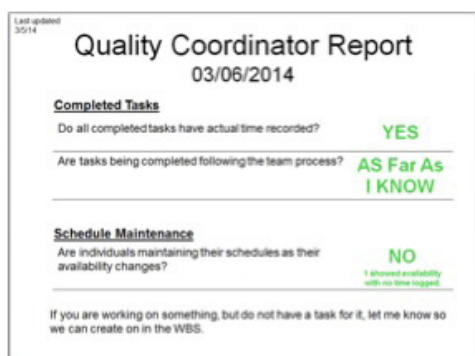 Last updated
3/5/14
Quality Coordinator Report
03/06/2014
Completed Tasks
Do all completed tasks have actual time recorded?
YES
Are tasks being completed following the team process?
AS Far As
I KNOW
Schedule Maintenance
Are individuals maintaining their schedules as their
availability changes?
NO
1 showed availability
with no time logged.
If you are working on something, but do not have a task for it, let me know so
we can create on in the WBS.